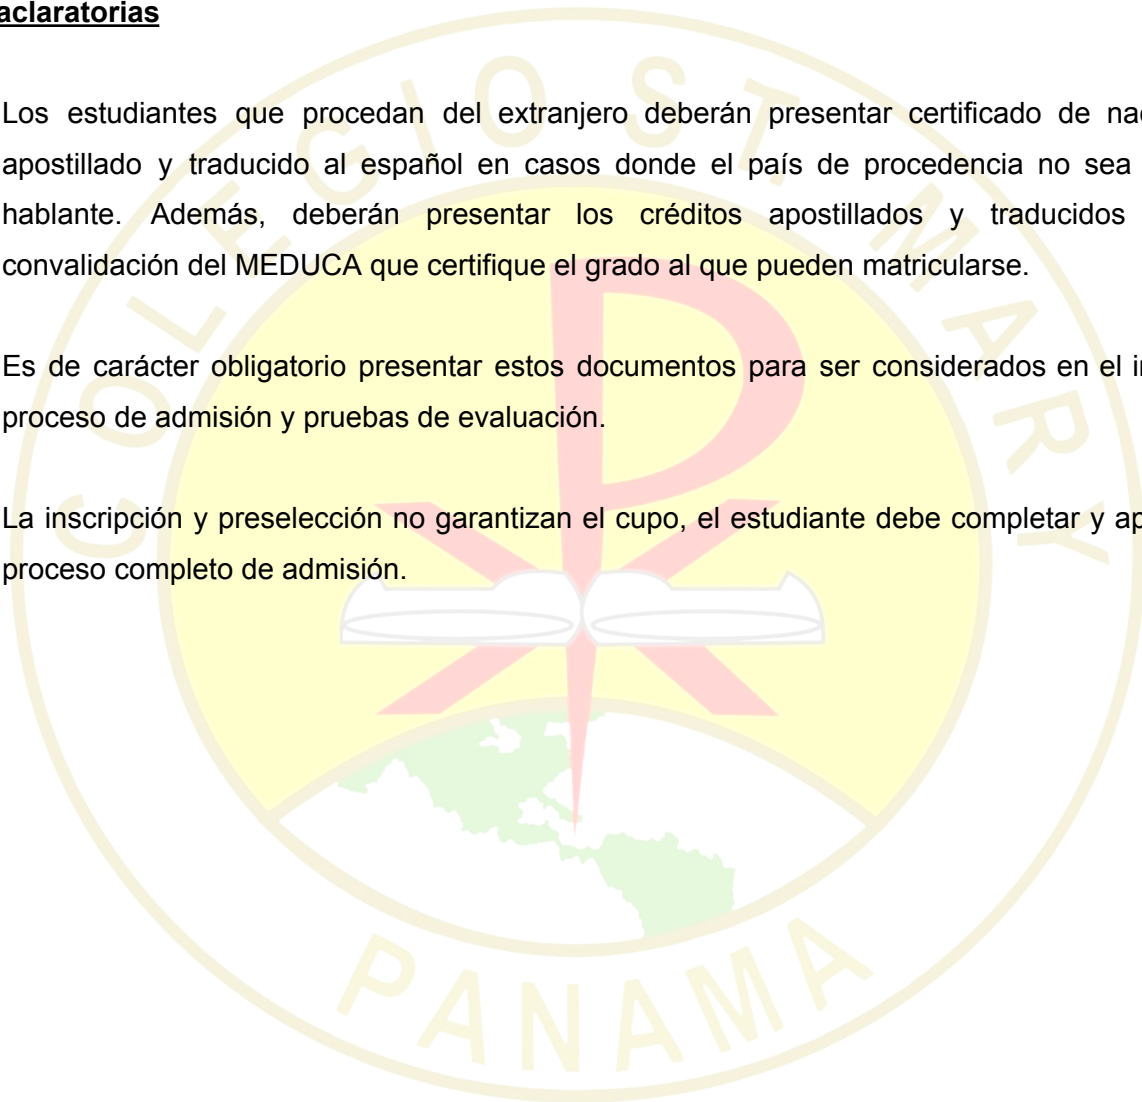 aclaratorias
Los estudiantes que procedan del extranjero deberán presentar certificado de
apostillado y traducido al español en casos donde el país de procedencia no sea
hablante. Además, deberán presentar los créditos apostillados y traducidos
convalidación del MEDUCA que certifique el grado al que pueden matricularse.
Es de carácter obligatorio presentar estos documentos para ser considerados en el
proceso de admisión y pruebas de evaluación.
La inscripción y preselección no garantizan el cupo, el estudiante debe completar y
proceso completo de admisión.
COLEGIO ST. MARY
PANAMA